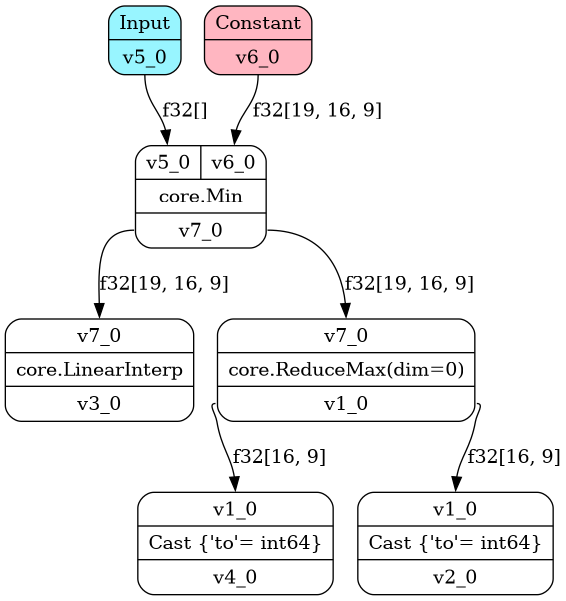 Input
v5_0
Constant
v6_0
f32[]
f32[19, 16, 9]
v5_0 v6_0
core.Min
v7_0
f32[19, 16, 9]
f32[19, 16, 9]
v7_0
core.LinearInterp
v3_0
v7_0
core.ReduceMax(dim=0)
v1_0
f32[16, 9]
f32[16, 9]
v1_0
Cast {'to'= int64}
v4_0
v1_0
Cast {'to'= int64}
v2_0